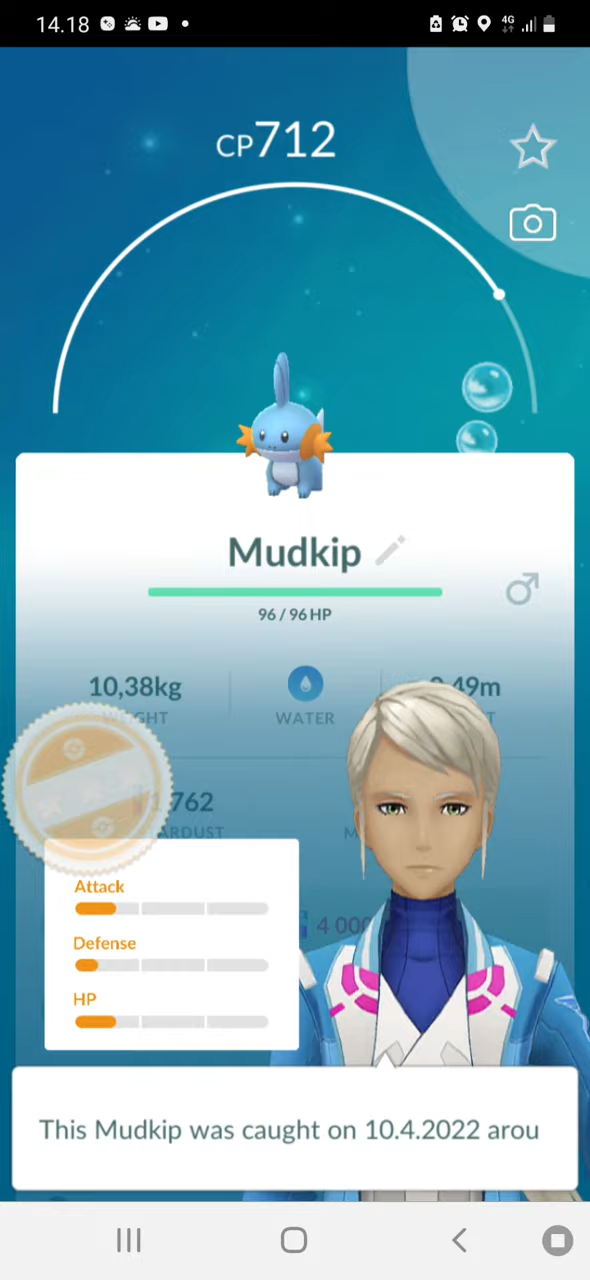 14.18
4G
CP712
Mudkip
96 / 96 HP
10,38kg
WATER
Attack
Defense
HP
This Mudkip was caught on 10.4.2022 arou